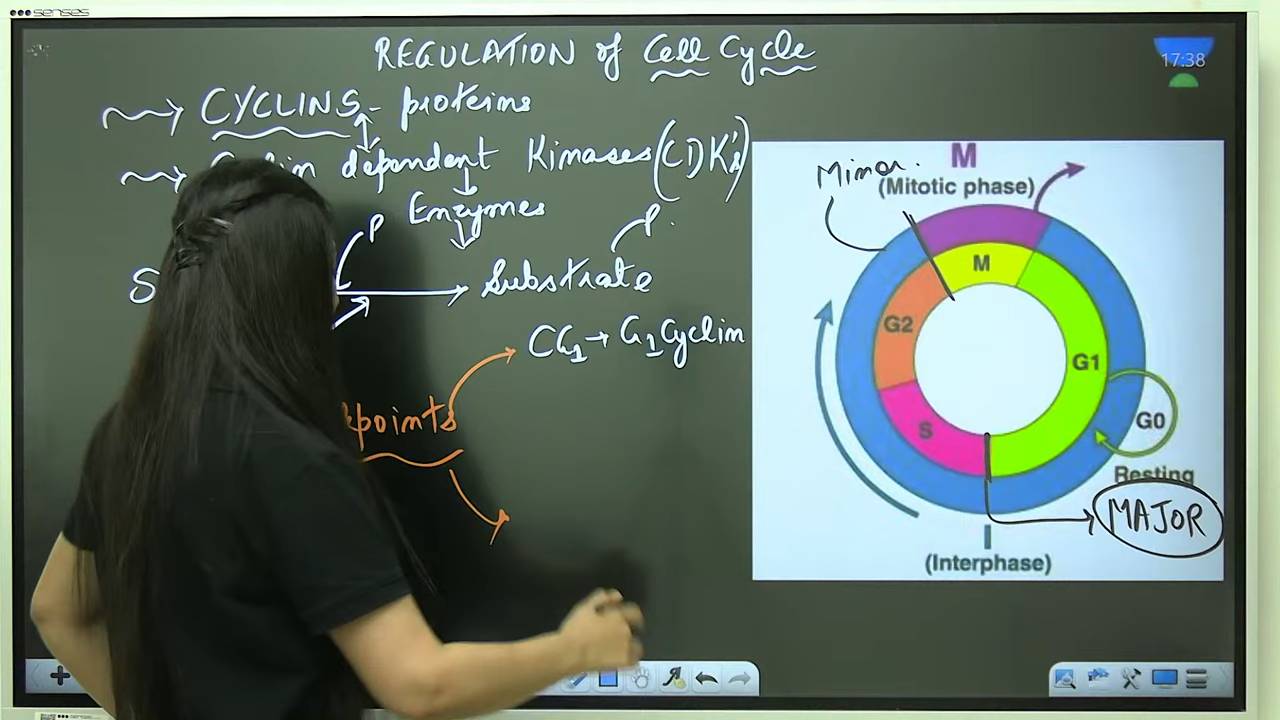 senses
REGULATION of Cell Cycle
17:38
CYCLINS - proteins
dependent Kinases (CDK's)
Enzymes
P
P
S
Substrate
CG1 → G1 Cyclin
points
Minor
M
(Mitotic phase)
M
G2
G1
S
G0
Resting
MAJOR
I
(Interphase)